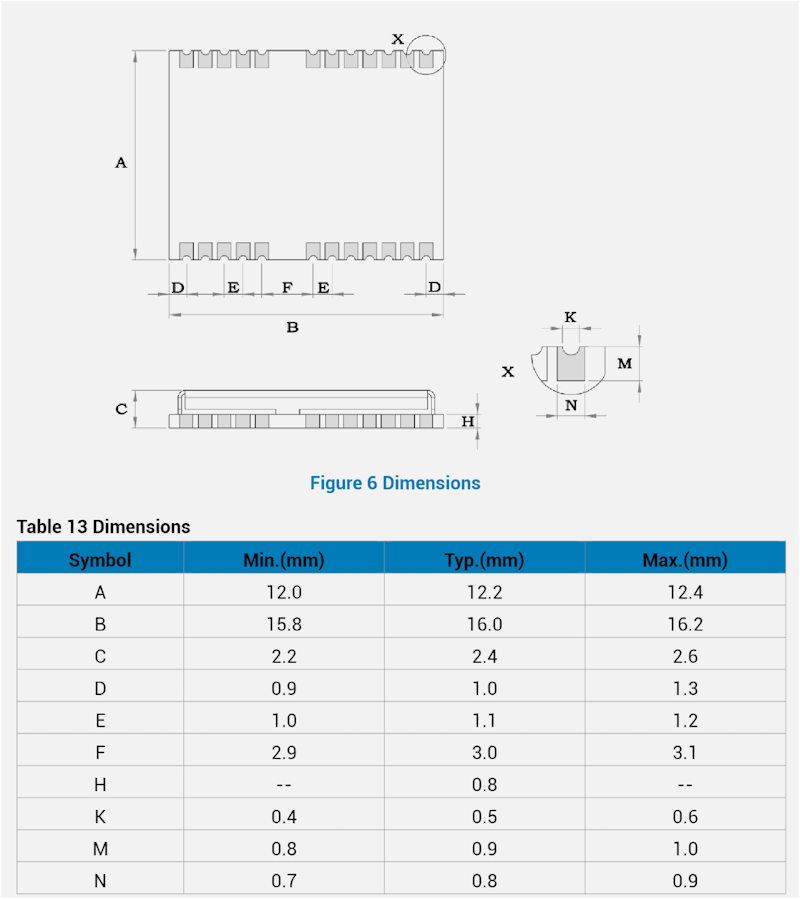 X
A
D E F E D
B
K
X M
N
C
H
Figure 6 Dimensions
Table 13 Dimensions
Symbol Min.(mm) Typ.(mm) Max.(mm)
A 12.0 12.2 12.4
B 15.8 16.0 16.2
C 2.2 2.4 2.6
D 0.9 1.0 1.3
E 1.0 1.1 1.2
F 2.9 3.0 3.1
H -- 0.8 --
K 0.4 0.5 0.6
M 0.8 0.9 1.0
N 0.7 0.8 0.9